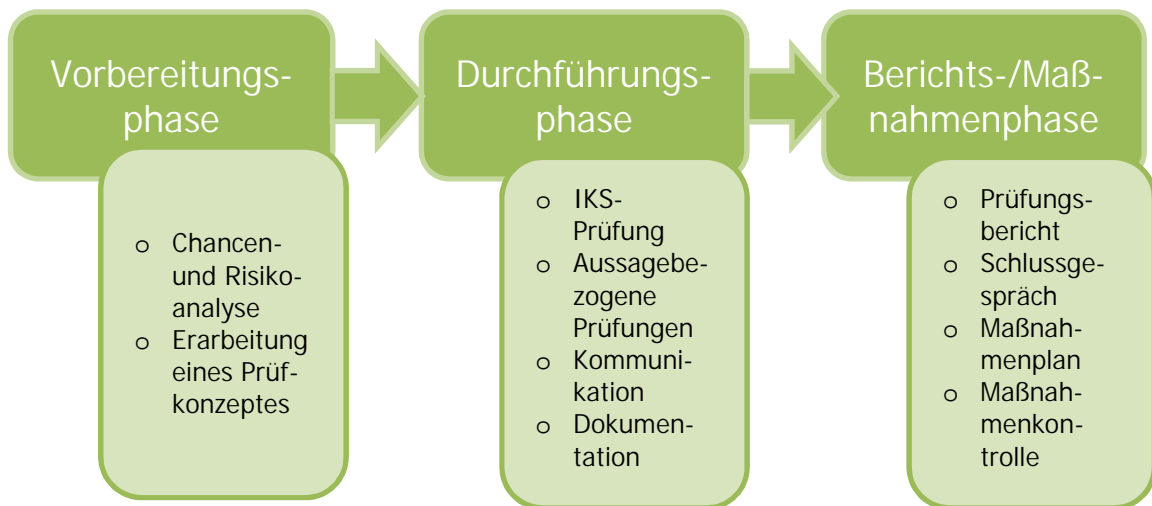 Vorbereitungs-
phase
o Chancen-
und Risiko-
analyse
o Erarbeitung
eines Prüf-
konzeptes
Durchführungs-
phase
o IKS-
Prüfung
o Aussagebe-
zogene
Prüfungen
o Kommuni-
kation
o Dokumen-
tation
Berichts-/Maß-
nahmenphase
o Prüfungs-
bericht
o Schlussge-
spräch
o Maßnah-
menplan
o Maßnah-
menkon-
trolle